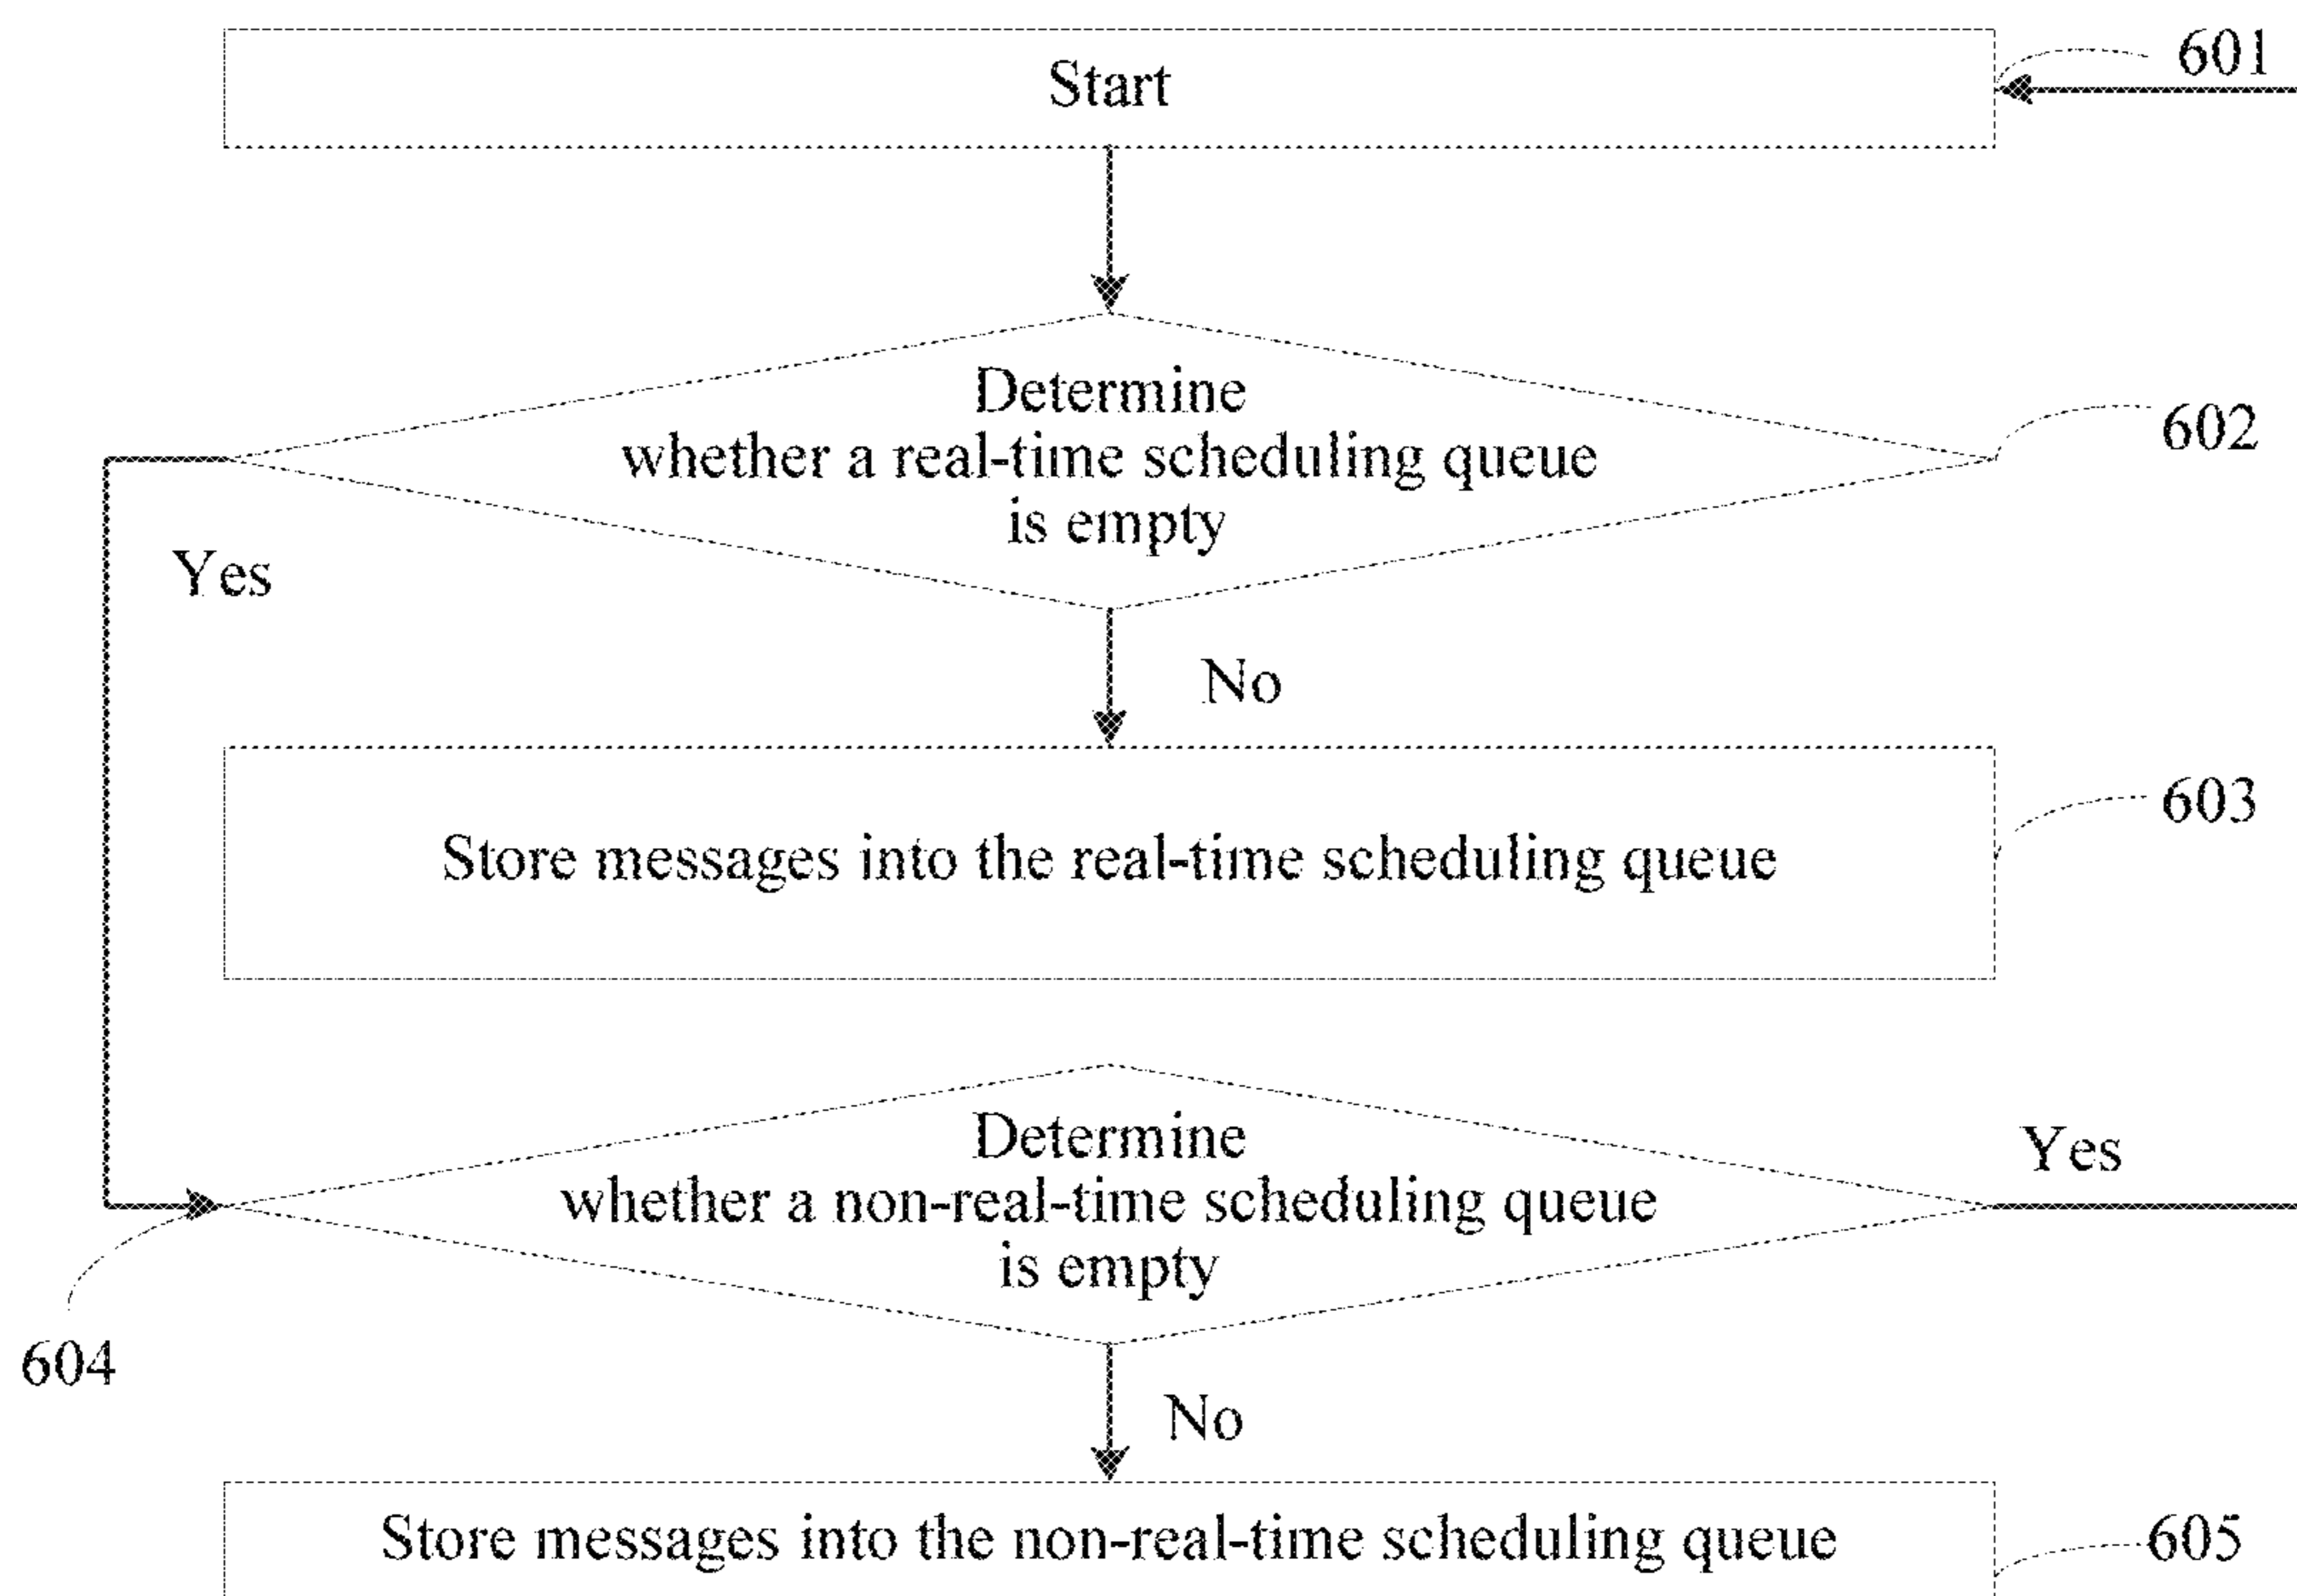 Start
601
Determine
whether a real-time scheduling queue
is empty
602
Yes
No
Store messages into the real-time scheduling queue
603
Determine
whether a non-real-time scheduling queue
is empty
Yes
604
No
Store messages into the non-real-time scheduling queue
605